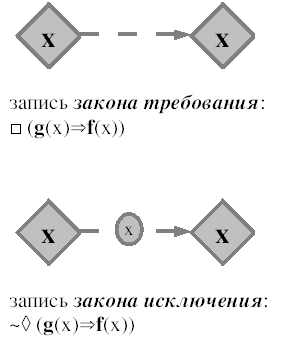 x x
запись закона требования:
□ (g(x)⇒f(x))
x x x
запись закона исключения:
~◊ (g(x)⇒f(x))